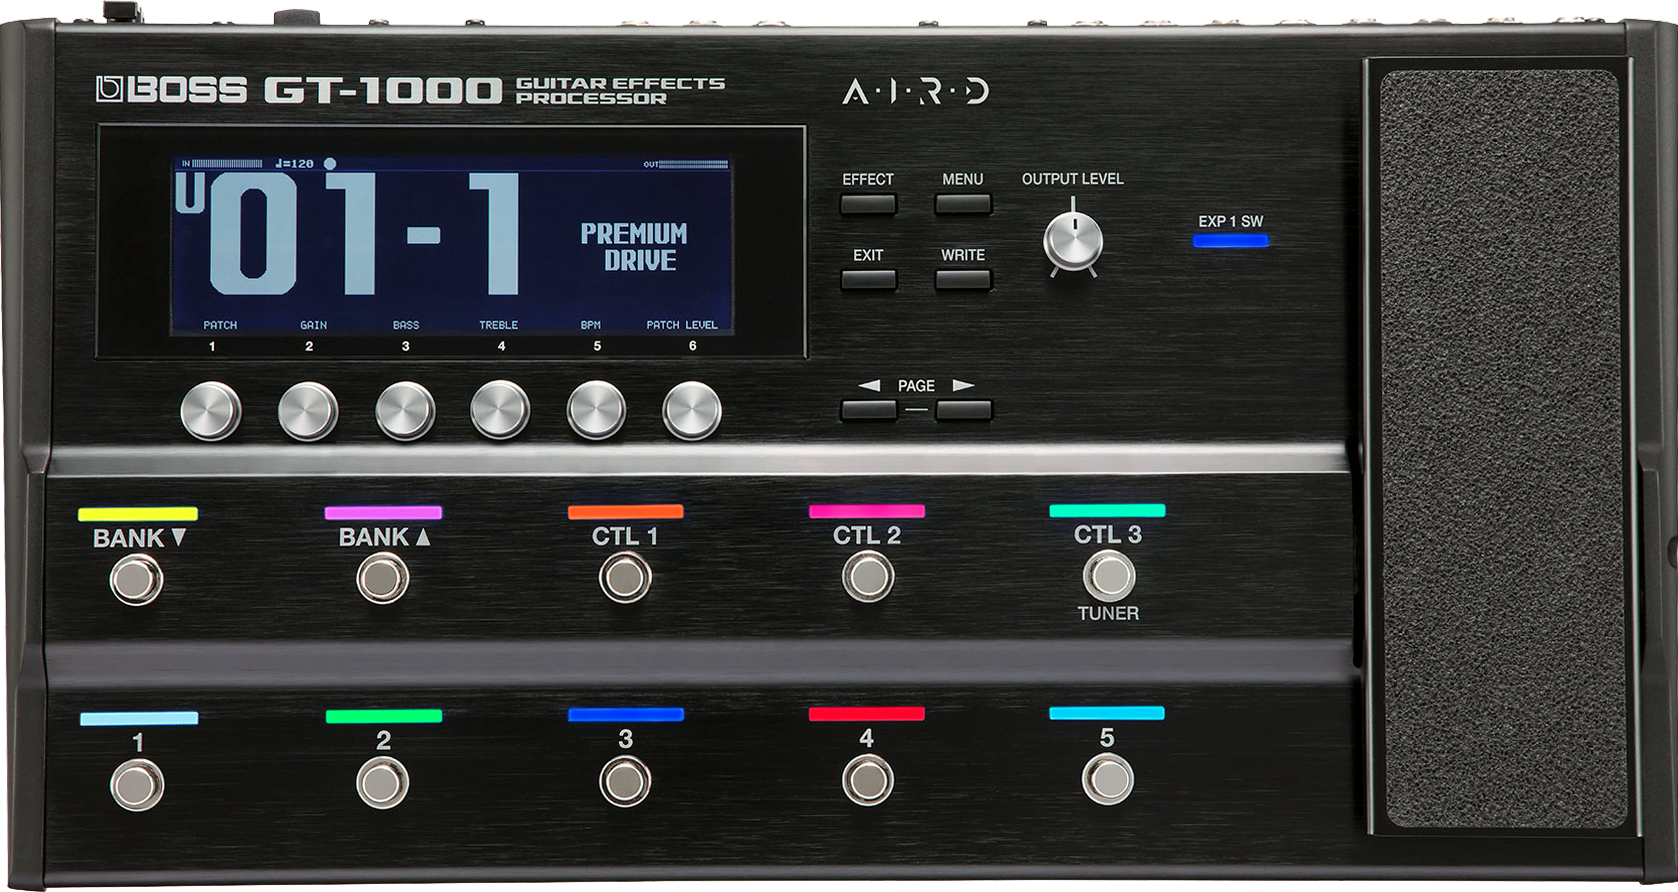 BOSS GT-1000 GUITAR EFFECTS PROCESSOR
A·I·R·D
IN ♩=120 OUT
U01-1
PREMIUM
DRIVE
PATCH GAIN BASS TREBLE BPM PATCH LEVEL
1 2 3 4 5 6
EFFECT MENU OUTPUT LEVEL
EXP 1 SW
EXIT WRITE
◀ PAGE ▶
BANK ▼ BANK ▲ CTL 1 CTL 2 CTL 3
TUNER
1 2 3 4 5